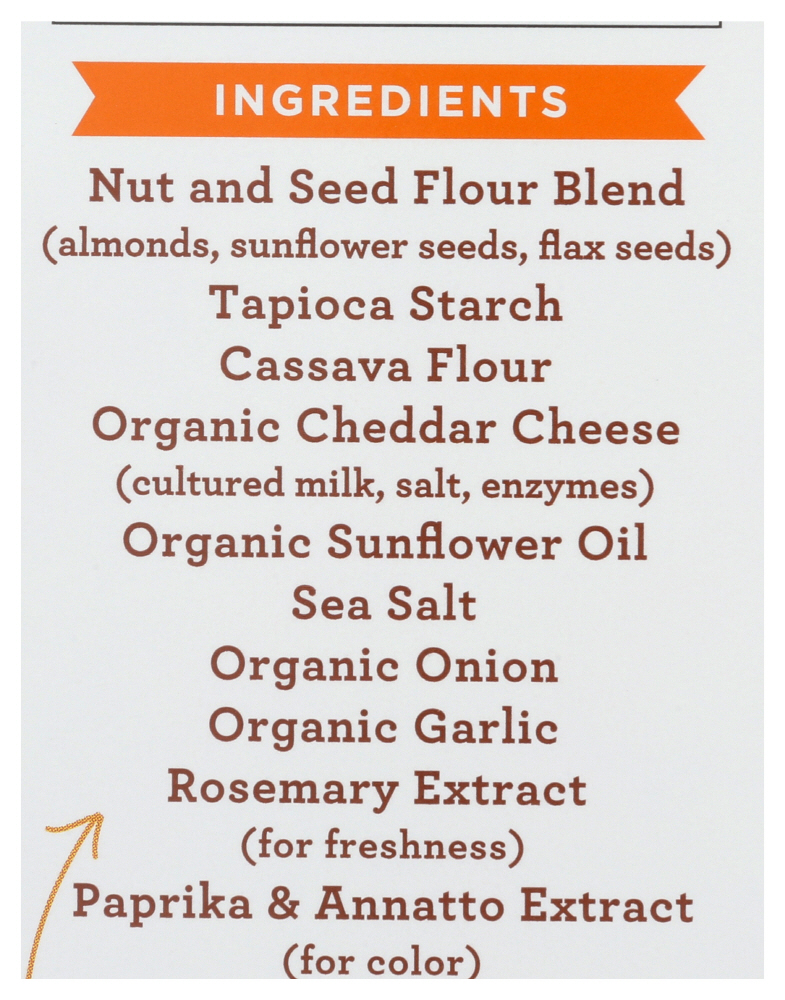 INGREDIENTS
Nut and Seed Flour Blend
(almonds, sunflower seeds, flax seeds)
Tapioca Starch
Cassava Flour
Organic Cheddar Cheese
(cultured milk, salt, enzymes)
Organic Sunflower Oil
Sea Salt
Organic Onion
Organic Garlic
Rosemary Extract
(for freshness)
Paprika & Annatto Extract
(for color)